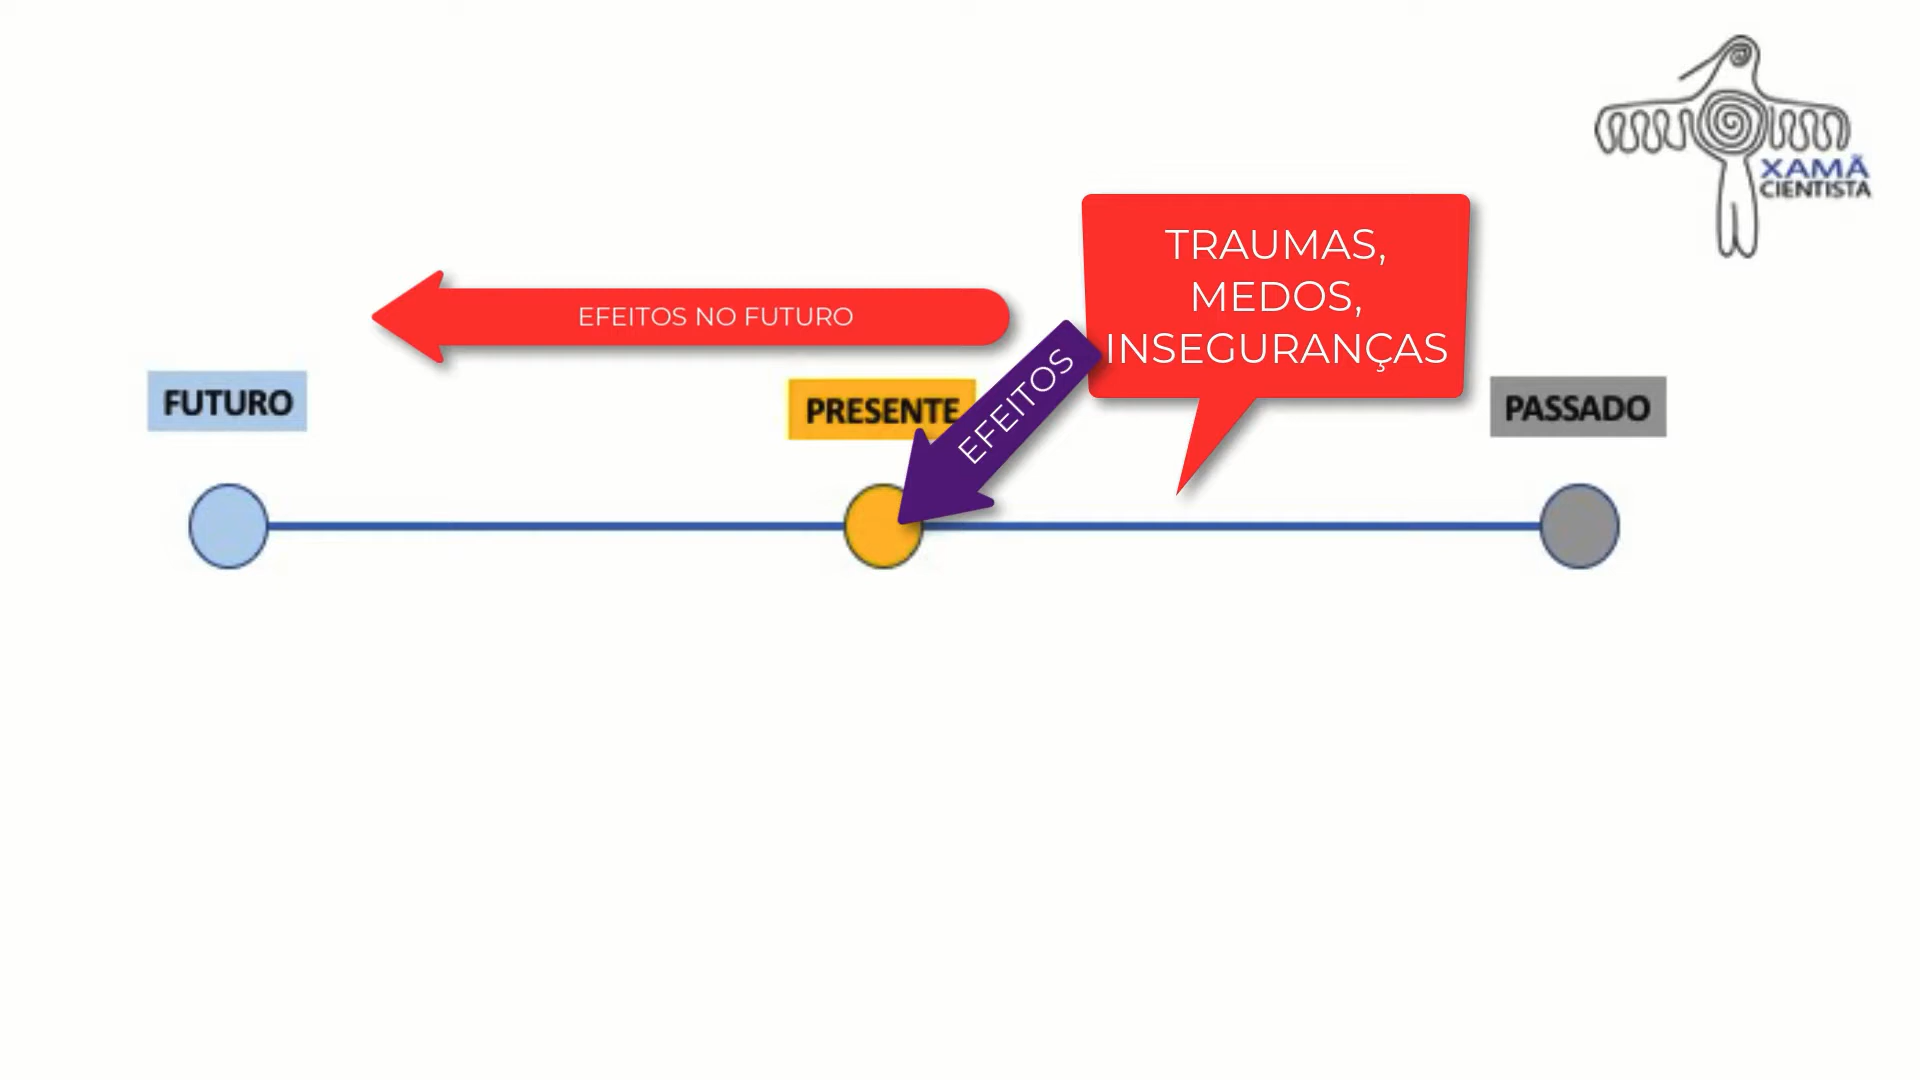 XAMÃ
CIENTISTA
TRAUMAS,
MEDOS,
INSEGURANÇAS
EFEITOS NO FUTURO
EFEITOS
FUTURO
PRESENTE
PASSADO